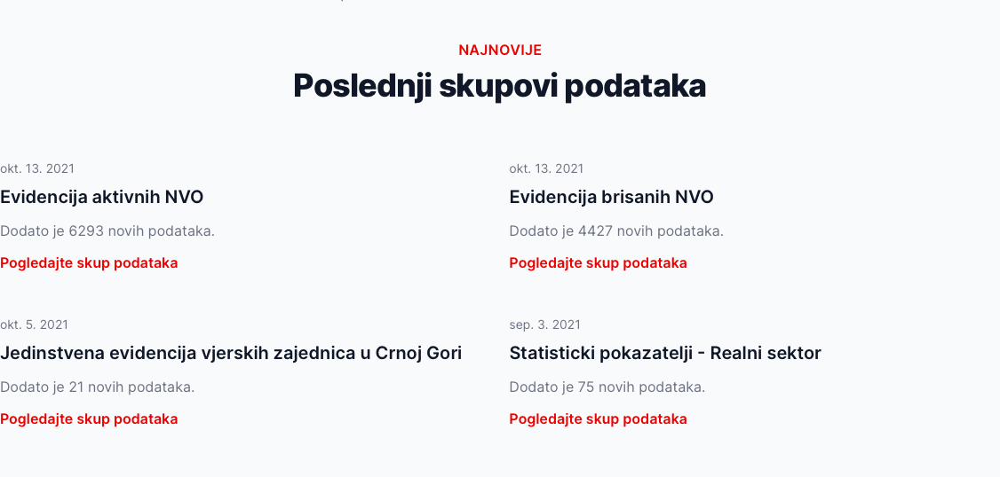 NAJNOVIJE
Poslednji skupovi podataka
okt. 13. 2021
Evidencija aktivnih NVO
Dodato je 6293 novih podataka.
Pogledajte skup podataka
okt. 13. 2021
Evidencija brisanih NVO
Dodato je 4427 novih podataka.
Pogledajte skup podataka
okt. 5. 2021
Jedinstvena evidencija vjerskih zajednica u Crnoj Gori
Dodato je 21 novih podataka.
Pogledajte skup podataka
sep. 3. 2021
Statisticki pokazatelji - Realni sektor
Dodato je 75 novih podataka.
Pogledajte skup podataka